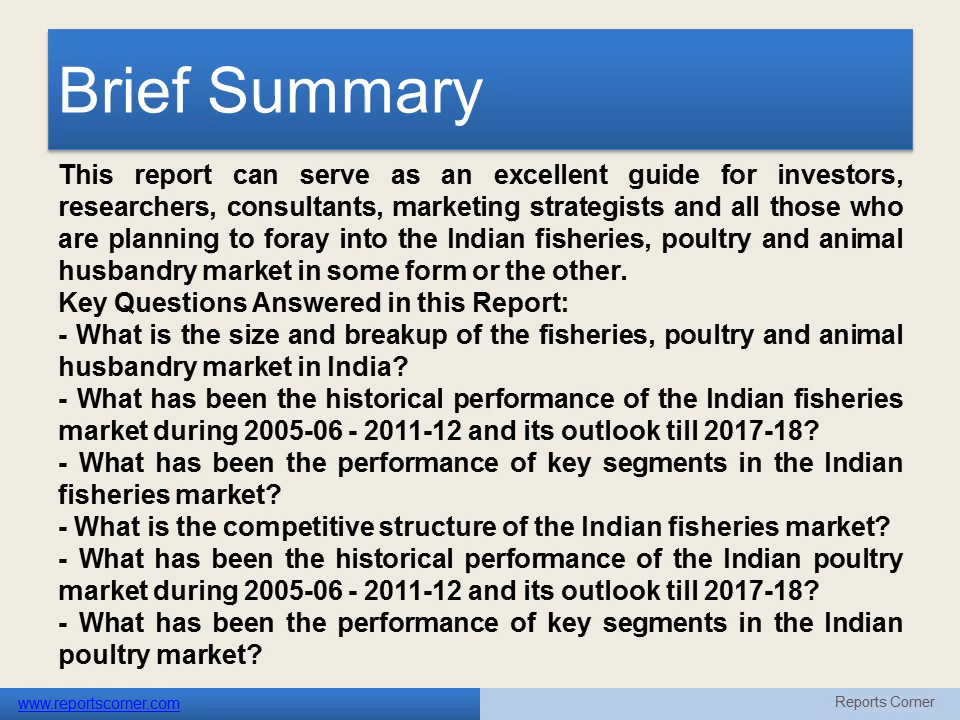 Brief Summary
This report can serve as an excellent guide for investors,
researchers, consultants, marketing strategists and all those who
are planning to foray into the Indian fisheries, poultry and animal
husbandry market in some form or the other.
Key Questions Answered in this Report:
- What is the size and breakup of the fisheries, poultry and animal
husbandry market in India?
- What has been the historical performance of the Indian fisheries
market during 2005-06 - 2011-12 and its outlook till 2017-18?
- What has been the performance of key segments in the Indian
fisheries market?
- What is the competitive structure of the Indian fisheries market?
- What has been the historical performance of the Indian poultry
market during 2005-06 - 2011-12 and its outlook till 2017-18?
- What has been the performance of key segments in the Indian
poultry market?
www.reportscorner.com
Reports Corner